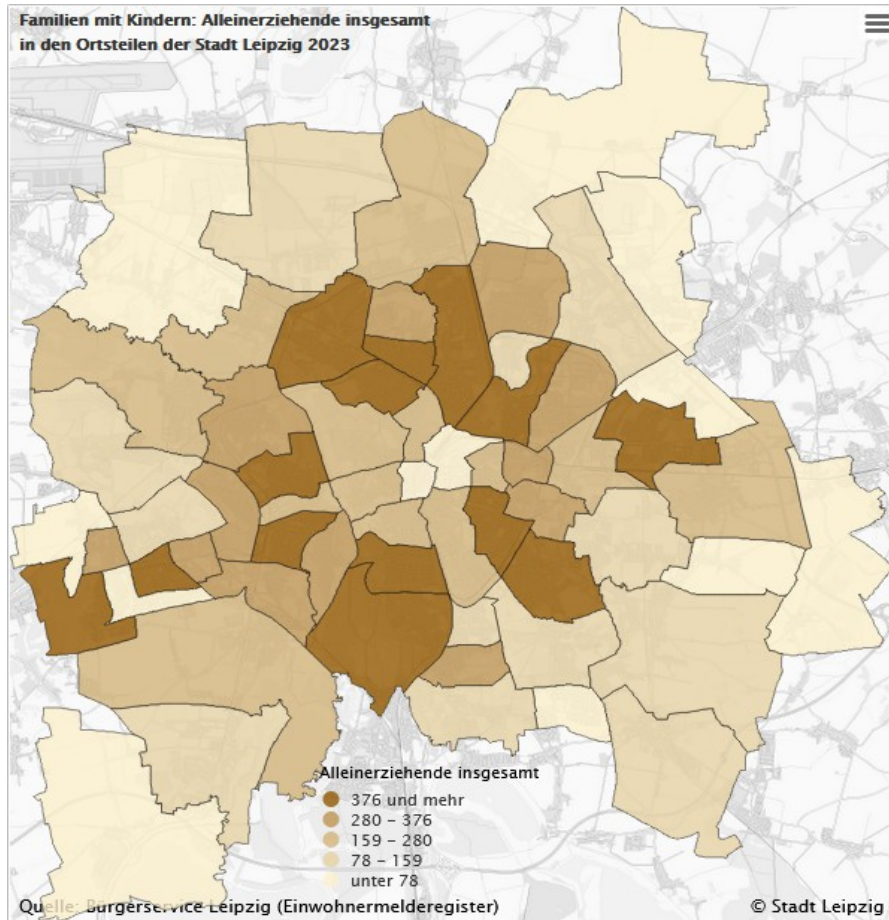 Familien mit Kindern: Alleinerziehende insgesamt
in den Ortsteilen der Stadt Leipzig 2023
Alleinerziehende insgesamt
376 und mehr
280 – 376
159 – 280
78 – 159
unter 78
Quelle: Bürgerservice Leipzig (Einwohnermelderegister)
© Stadt Leipzig